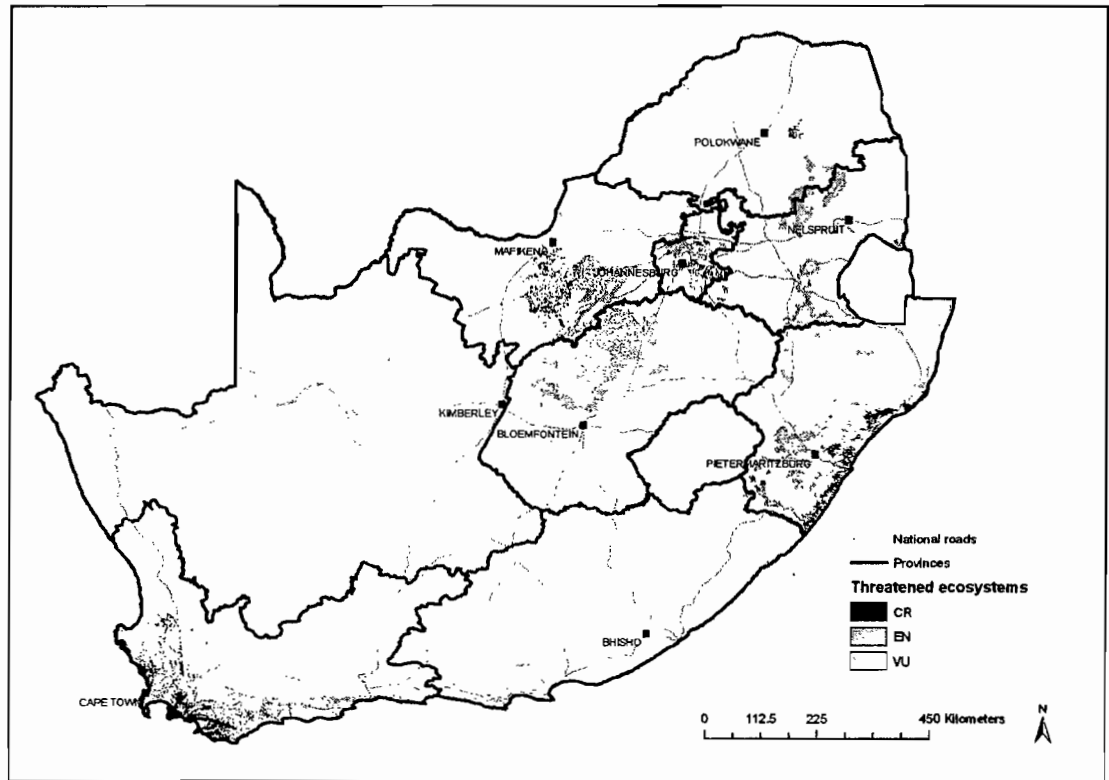 POLOKWANE
NELSPRUIT
MAFIKENG
JOHANNESBURG
KIMBERLEY
BLOEMFONTEIN
PIETERMARITZBURG
National roads
Provinces
Threatened ecosystems
CR
EN
VU
BHISHO
CAPE TOWN
0 112.5 225 450 Kilometers
N